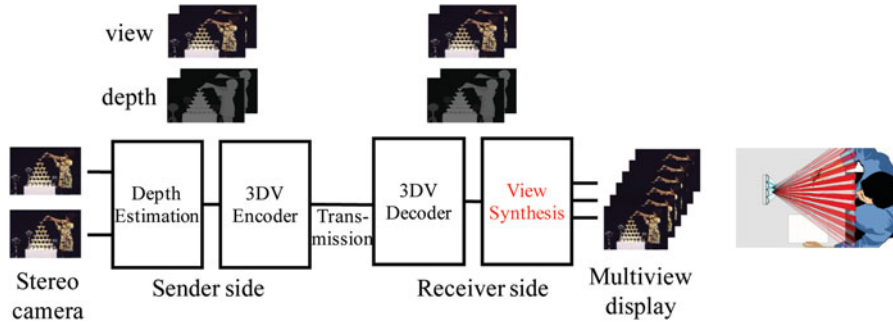 view
depth
Depth
Estimation
3DV
Encoder
Trans-
mission
3DV
Decoder
View
Synthesis
Stereo
camera
Sender side
Receiver side
Multiview
display